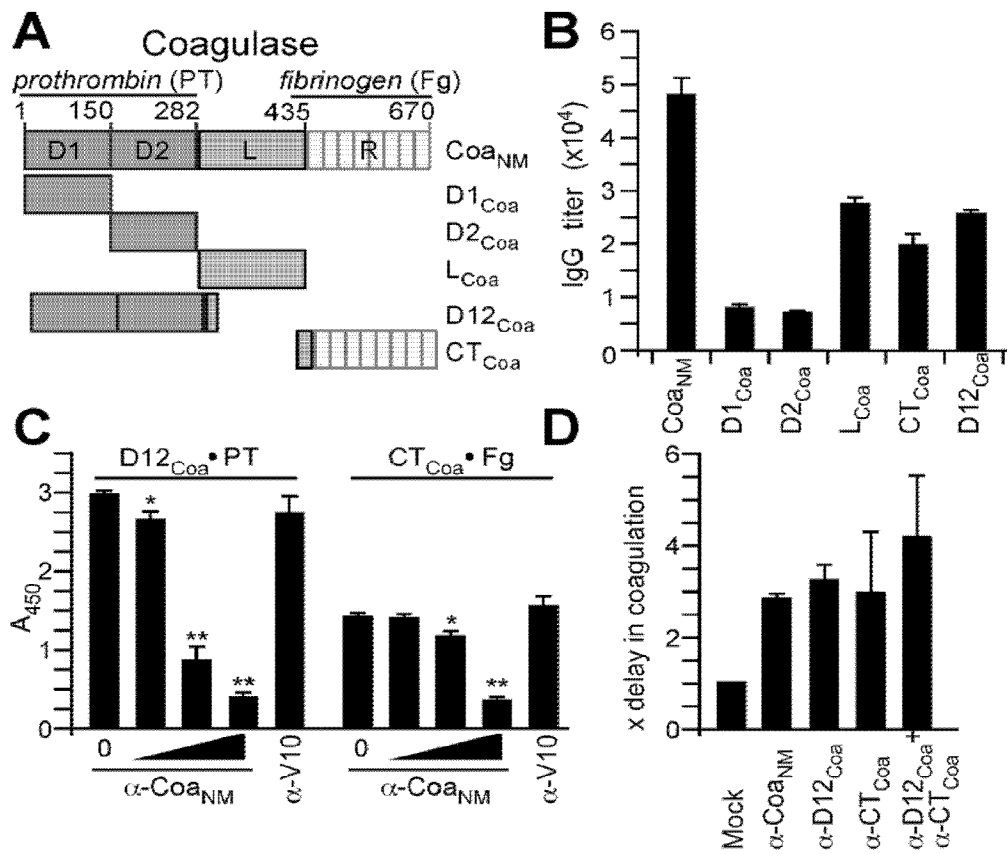 A
Coagulase
prothrombin (PT) fibrinogen (Fg)
1 150 282 435 670
D1 D2 L R CoaNM
D1Coa
D2Coa
LCoa
D12Coa
CTCoa
B
IgG titer (x10⁴)
6
5
4
3
2
1
0
CoaNM
D1Coa
D2Coa
LCoa
CTCoa
D12Coa
C
D12Coa • PT CTCoa • Fg
A450
3
2
1
0
* ** ** * **
0 0
α-CoaNM α-V10 α-CoaNM α-V10
D
x delay in coagulation
6
4
2
0
Mock
α-CoaNM
α-D12Coa
α-CTCoa
α-D12Coa
+
α-CTCoa